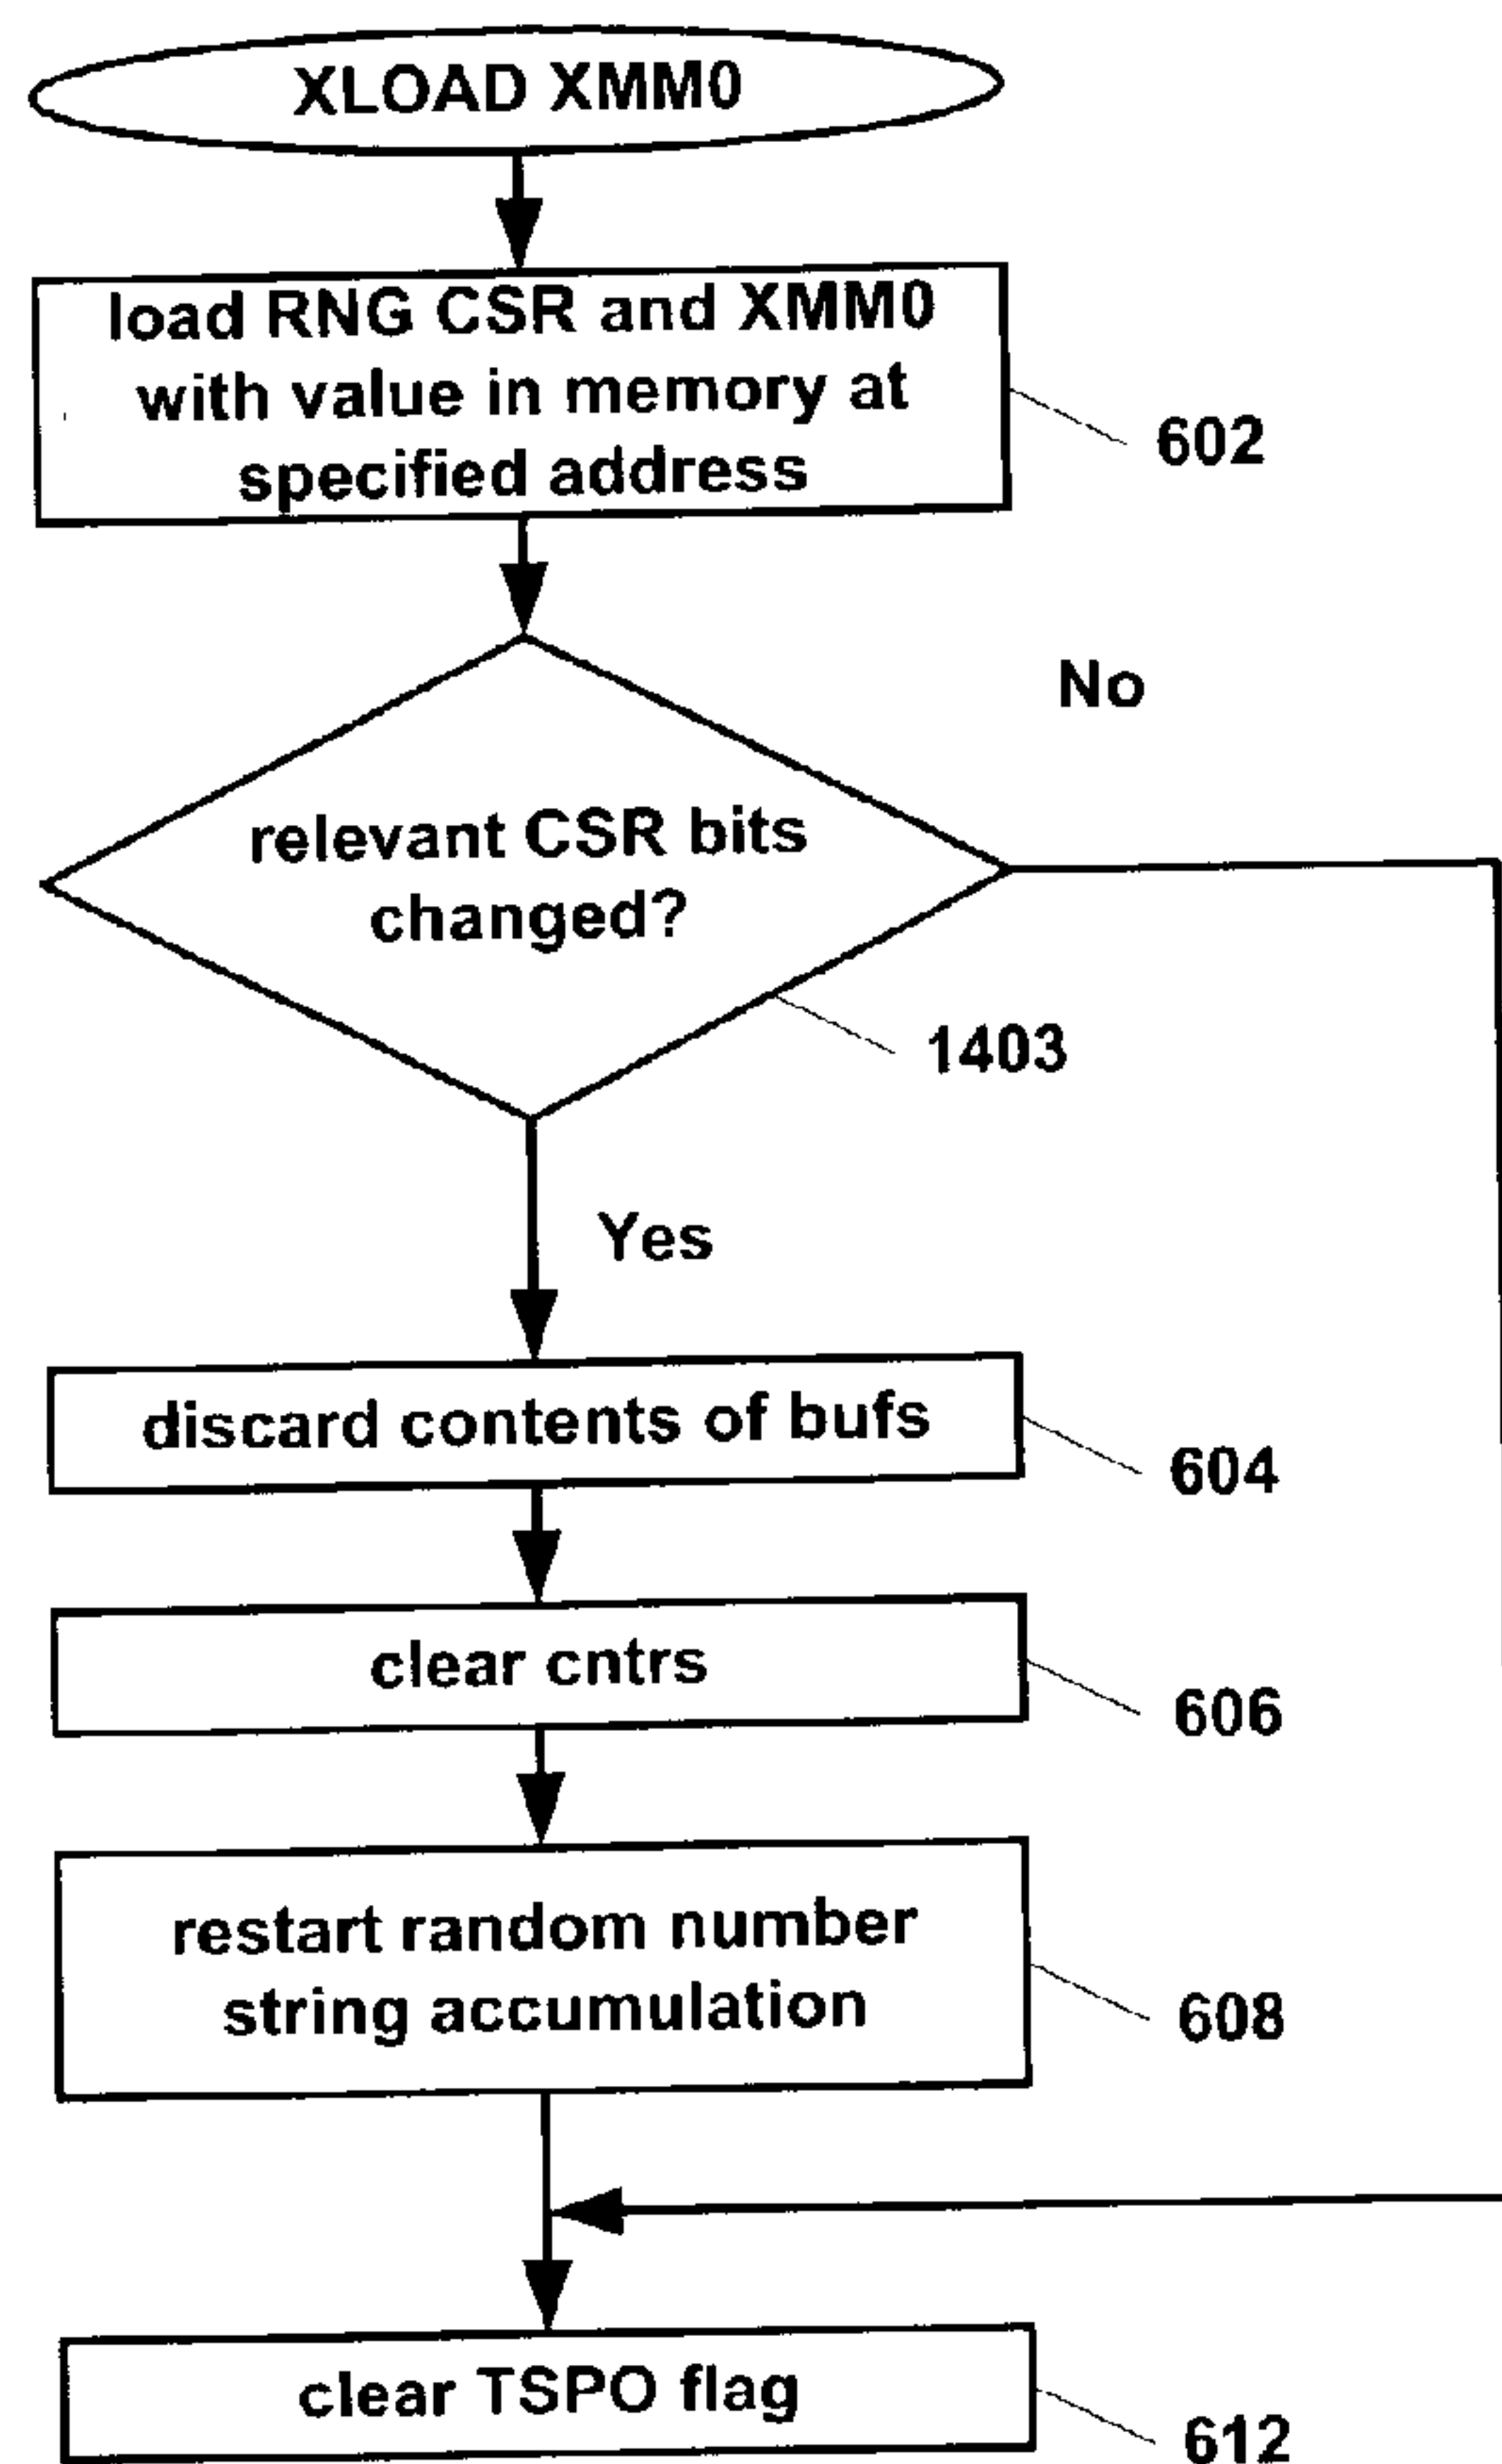 XLOAD XMM0
load RNG CSR and XMM0
with value in memory at
specified address
602
No
relevant CSR bits
changed?
1403
Yes
discard contents of bufs
604
clear cntrs
606
restart random number
string accumulation
608
clear TSPO flag
612